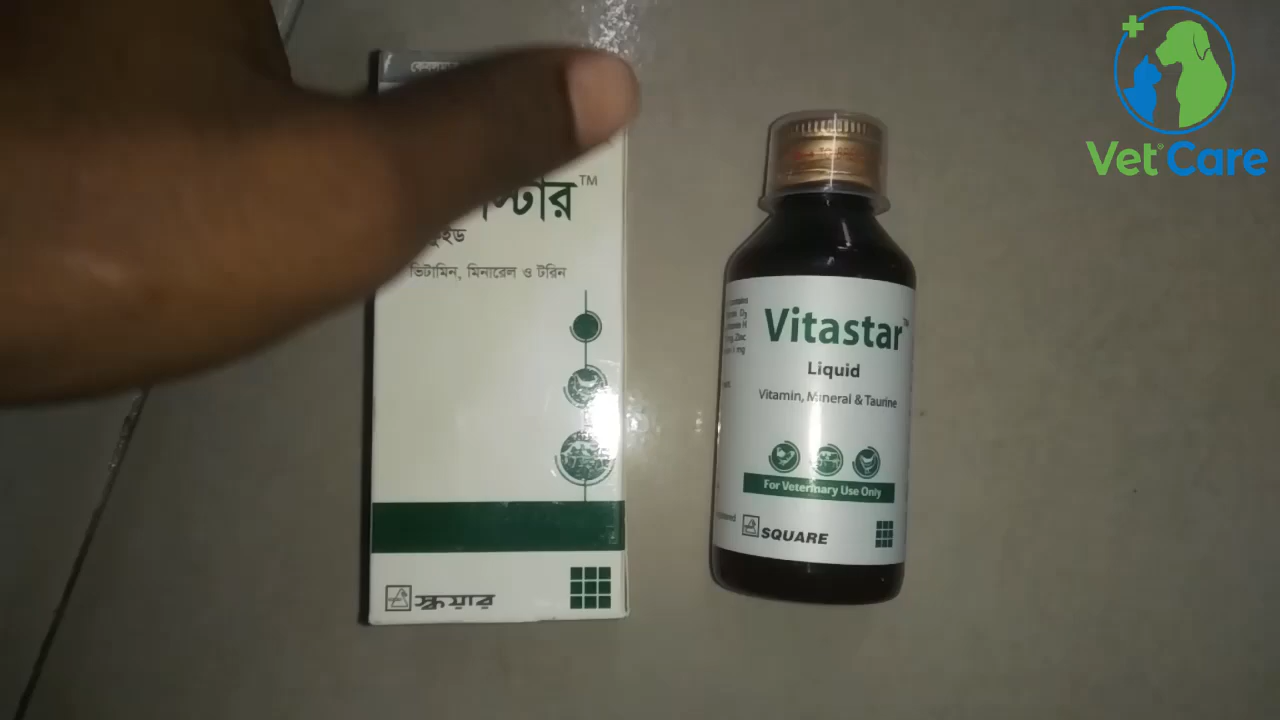 স্টার™
ভিটামিন, মিনারেল ও টরিন
স্কয়ার
Vitastar™
Liquid
Vitamin, Mineral & Taurine
For Veterinary Use Only
SQUARE
Vet Care